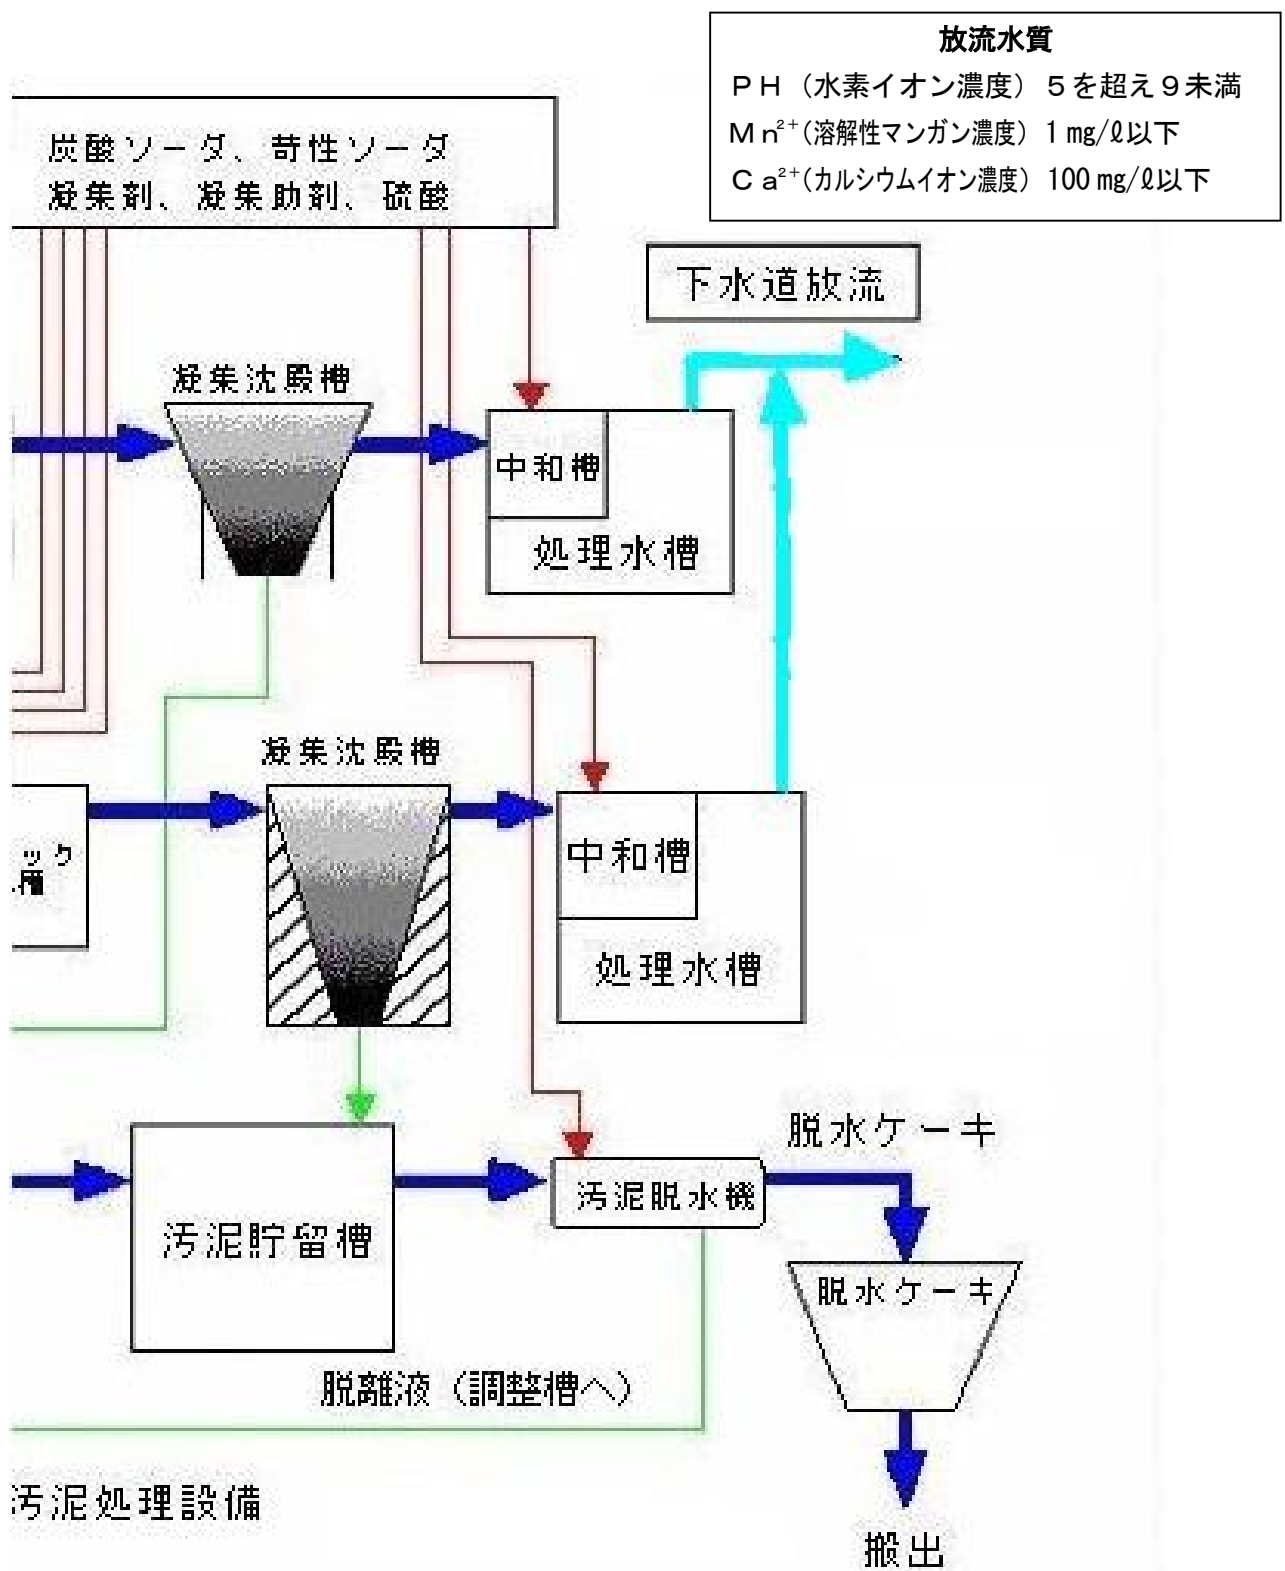 放流水質
ＰＨ（水素イオン濃度）５を超え９未満
Ｍn²⁺(溶解性マンガン濃度) 1㎎/ℓ以下
Ｃa²⁺(カルシウムイオン濃度) 100㎎/ℓ以下
炭酸ソーダ、苛性ソーダ
凝集剤、凝集助剤、硫酸
下水道放流
凝集沈殿槽
中和槽
処理水槽
凝集沈殿槽
ック
槽
中和槽
処理水槽
脱水ケーキ
汚泥貯留槽
汚泥脱水機
脱水ケーキ
脱離液（調整槽へ）
汚泥処理設備
搬出